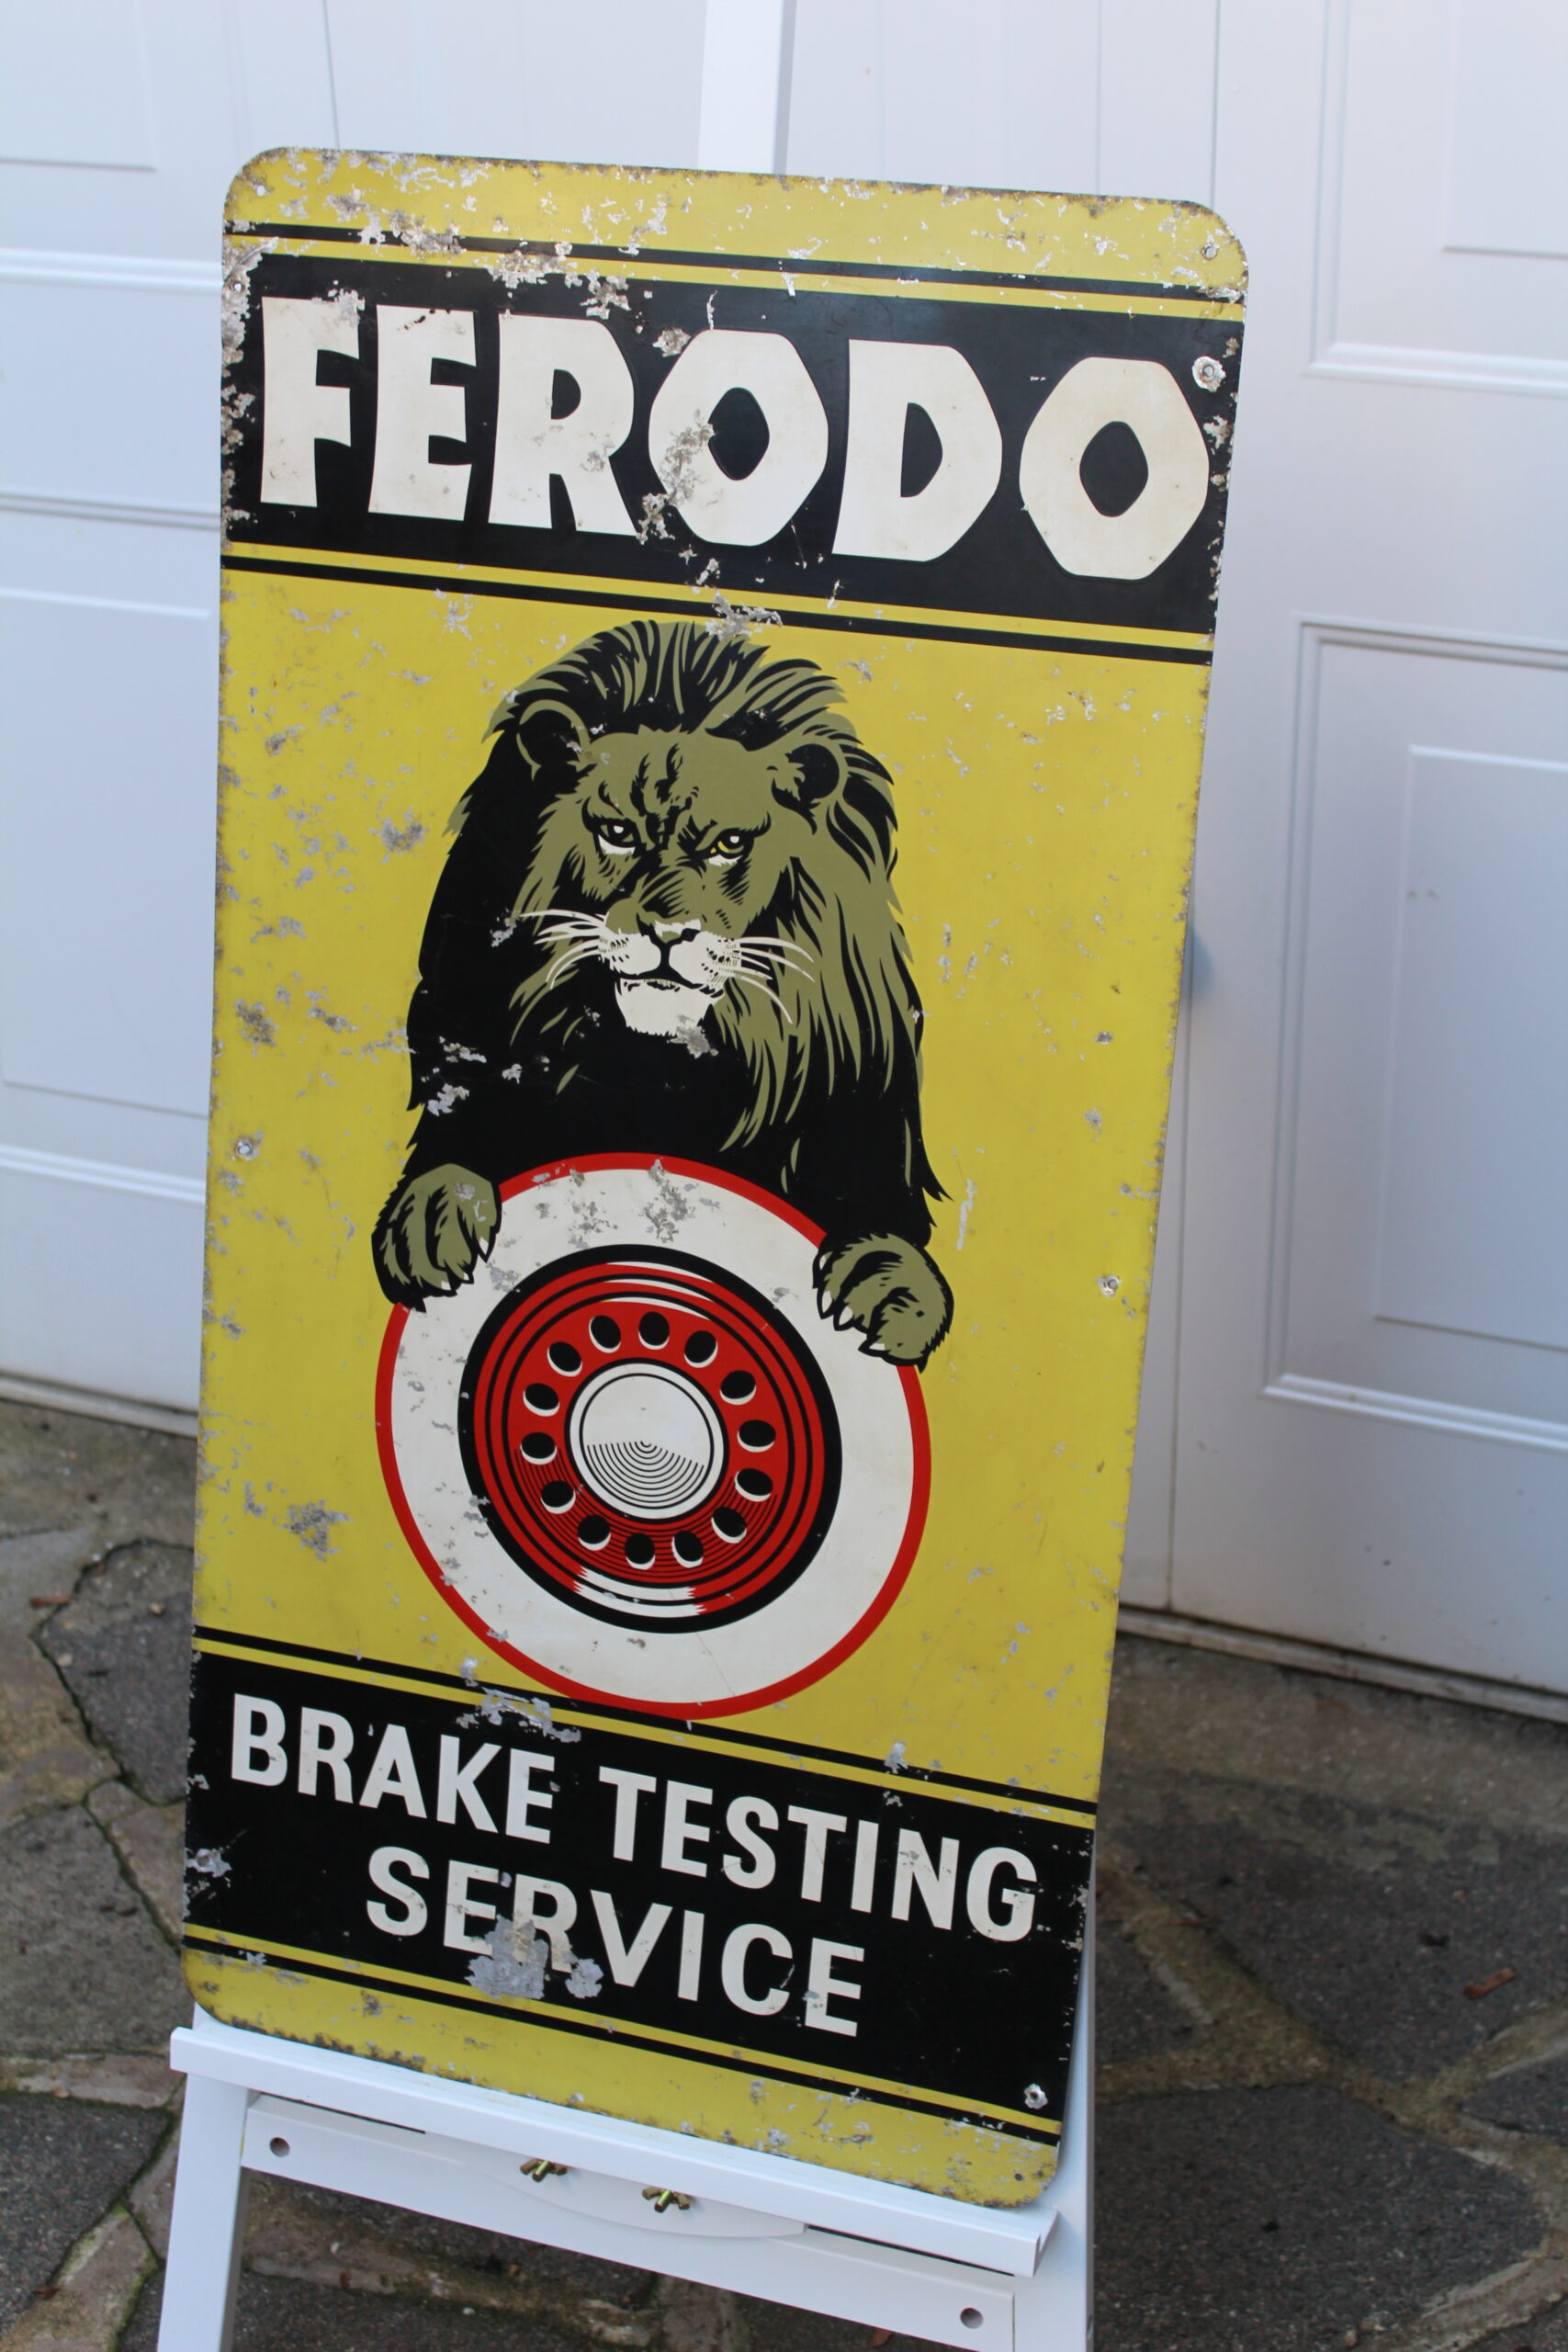 FERODO
BRAKE TESTING
SERVICE